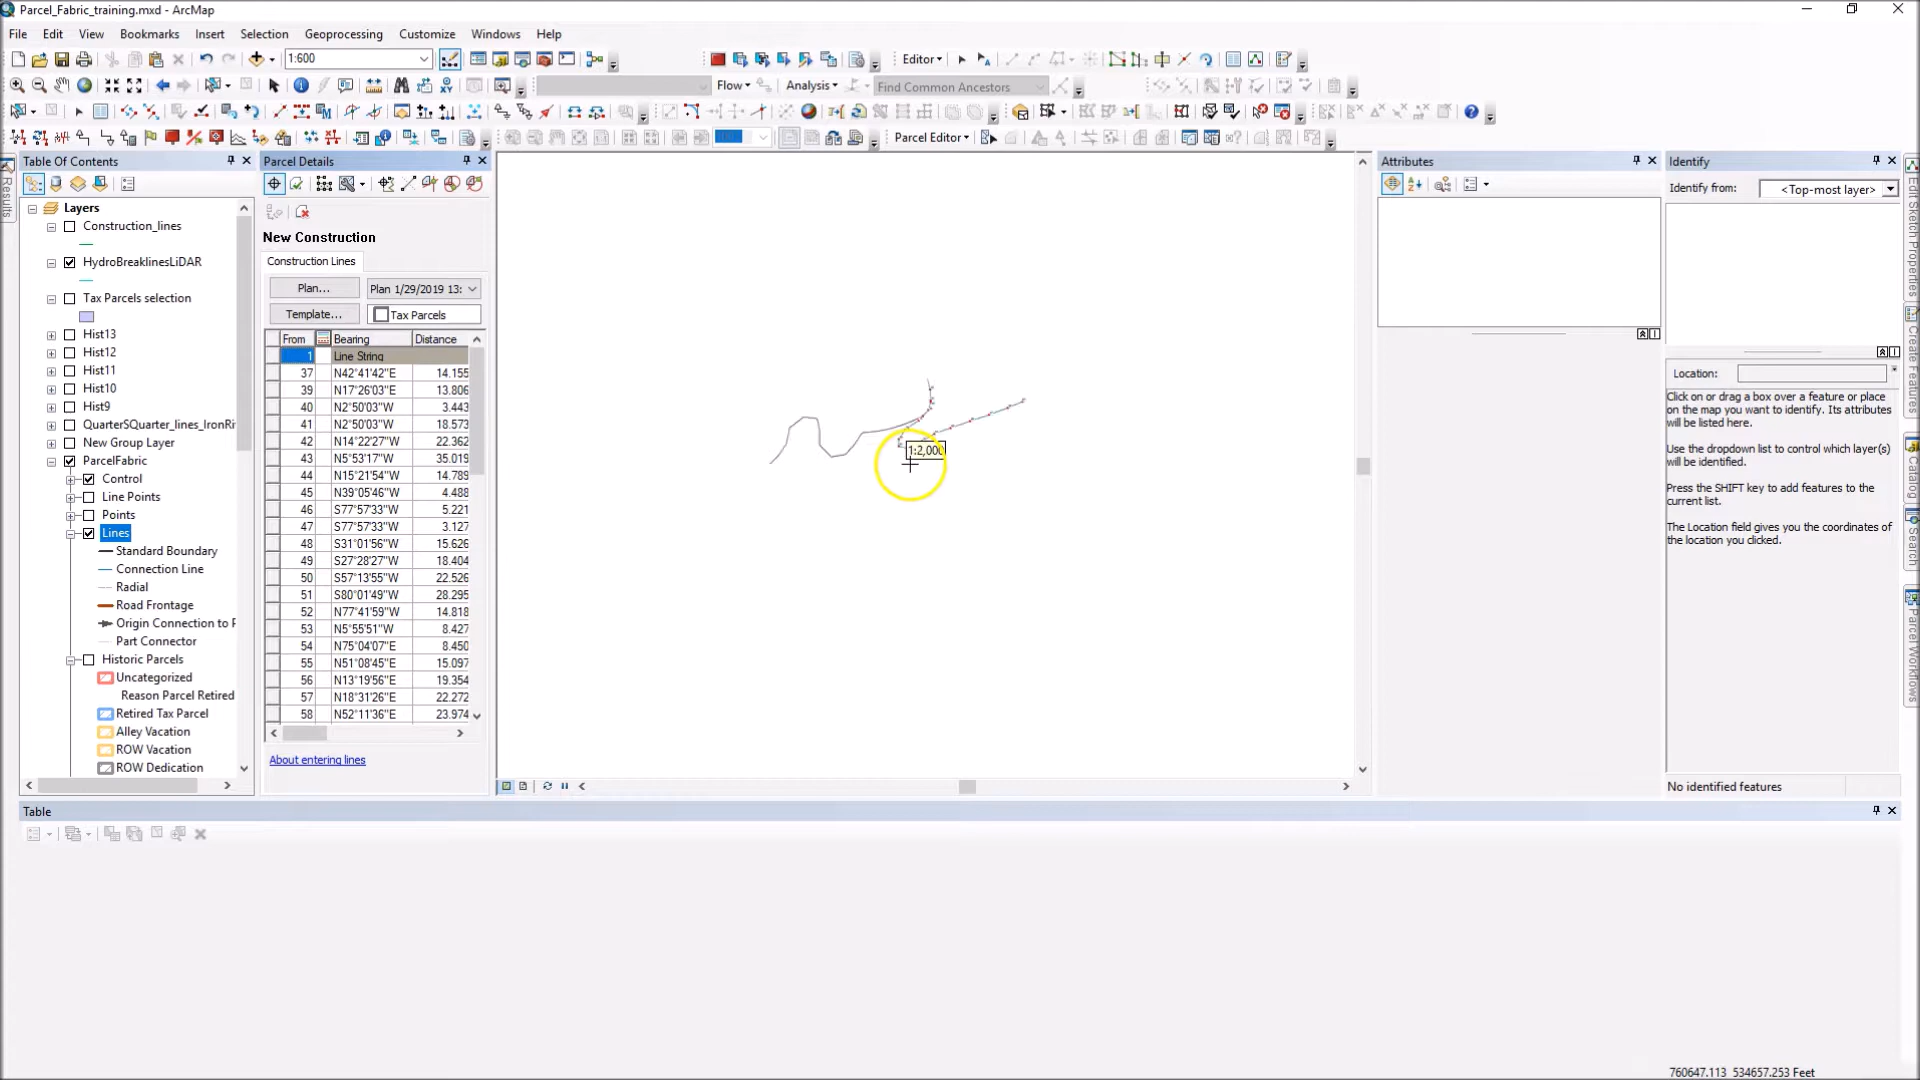 Parcel_Fabric_training.mxd - ArcMap
File Edit View Bookmarks Insert Selection Geoprocessing Customize Windows Help
1:600
Editor
Flow Analysis Find Common Ancestors
Parcel Editor
Table Of Contents
Layers
Construction_lines
HydroBreaklinesLiDAR
Tax Parcels selection
Hist13
Hist12
Hist11
Hist10
Hist9
QuarterSQuarter_lines_IronRi
New Group Layer
ParcelFabric
Control
Line Points
Points
Lines
Standard Boundary
Connection Line
Radial
Road Frontage
Origin Connection to P
Part Connector
Historic Parcels
Uncategorized
Reason Parcel Retired
Retired Tax Parcel
Alley Vacation
ROW Vacation
ROW Dedication
Parcel Details
New Construction
Construction Lines
Plan... Plan 1/29/2019 13:
Template... Tax Parcels
From Bearing Distance
1 Line String
37 N42°41'42"E 14.155
39 N17°26'03"E 13.806
40 N2°50'03"W 3.443
41 N2°50'03"W 18.573
42 N14°22'27"W 22.362
43 N5°53'17"W 35.019
44 N15°21'54"W 14.789
45 N39°05'46"W 4.488
46 S77°57'33"W 5.221
47 S77°57'33"W 3.127
48 S31°01'56"W 15.626
49 S27°28'27"W 18.404
50 S57°13'55"W 22.526
51 S80°01'49"W 28.295
52 N77°41'59"W 14.818
53 N5°55'51"W 8.427
54 N75°04'07"E 8.450
55 N51°08'45"E 15.097
56 N13°19'56"E 19.354
57 N18°31'26"E 22.272
58 N52°11'36"E 23.974
About entering lines
1:2,000
Attributes
Identify
Identify from: <Top-most layer>
Location:
Click on or drag a box over a feature or place
on the map you want to identify. Its attributes
will be listed here.
Use the dropdown list to control which layer(s)
will be identified.
Press the SHIFT key to add features to the
current list.
The Location field gives you the coordinates of
the location you clicked.
No identified features
Results
Edit Sketch Properties
Create Features
Catalog
Search
Parcel Workflows
Table
760647.113 534657.253 Feet